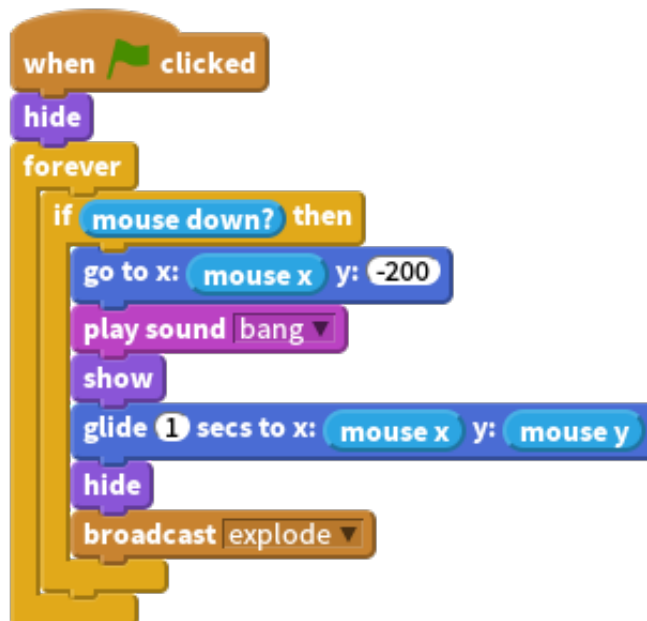 when clicked
hide
forever
if mouse down? then
go to x: mouse x y: -200
play sound bang
show
glide 1 secs to x: mouse x y: mouse y
hide
broadcast explode